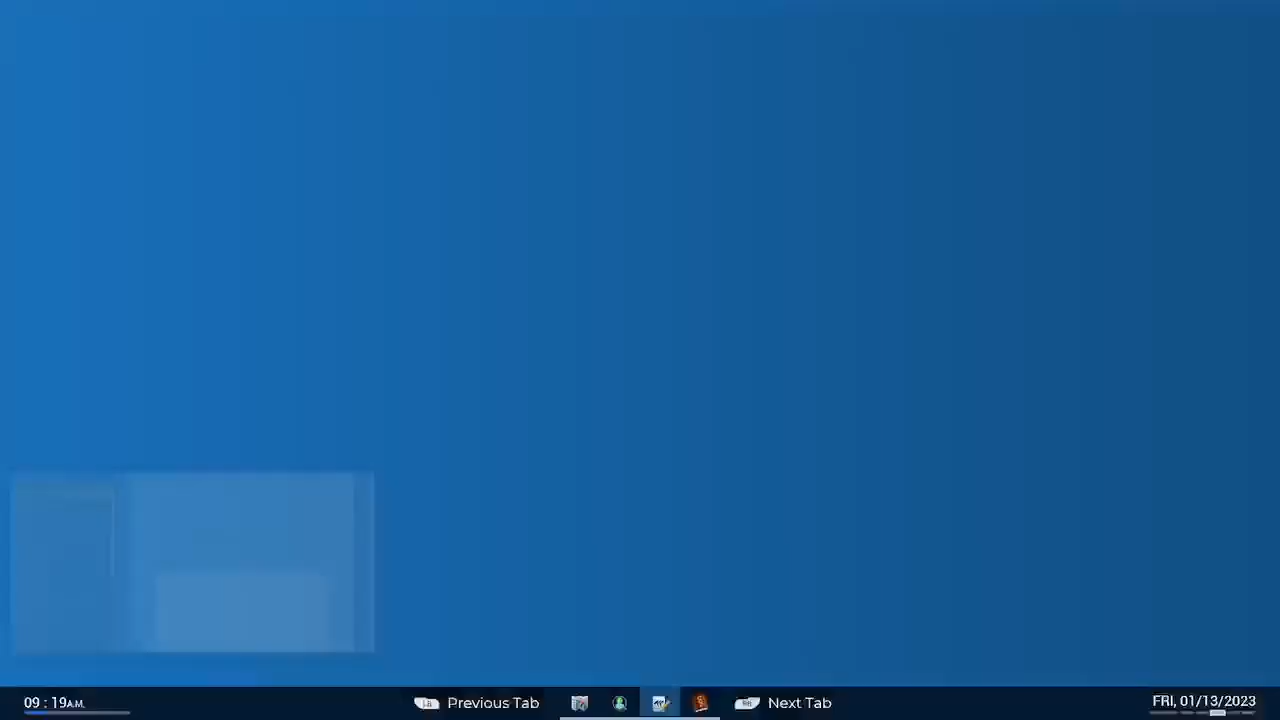 09 : 19A.M.
Previous Tab
Next Tab
FRI, 01/13/2023